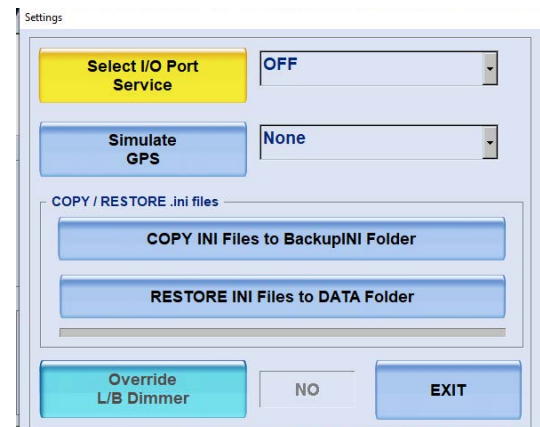 Settings
Select I/O Port
Service
OFF
Simulate
GPS
None
COPY / RESTORE .ini files
COPY INI Files to BackupINI Folder
RESTORE INI Files to DATA Folder
Override
L/B Dimmer
NO
EXIT